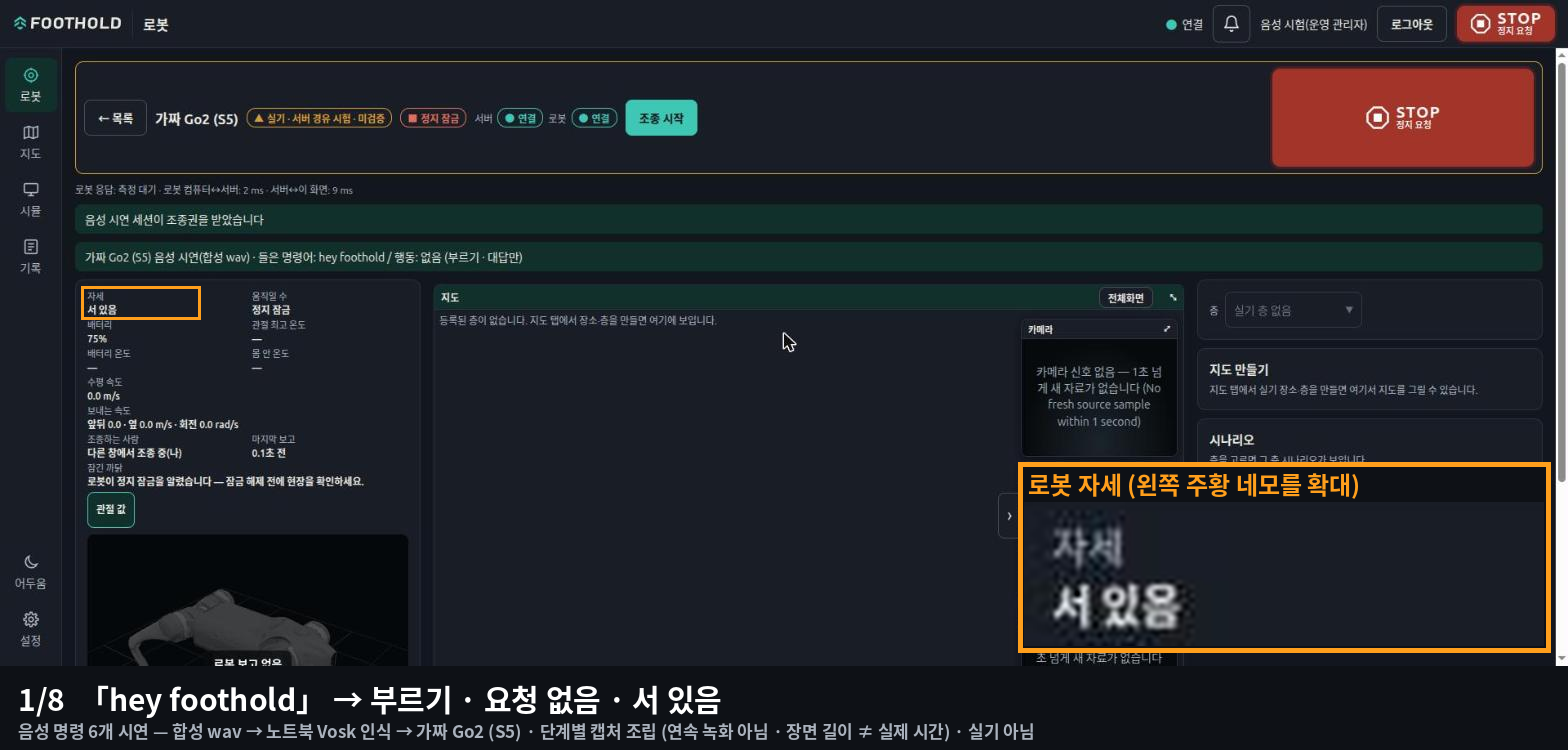 FOOTHOLD 로봇
연결
음성 시험(운영 관리자)
로그아웃
STOP
정지 요청
로봇
지도
시뮬
기록
어두움
설정
← 목록
가짜 Go2 (S5)
▲ 실기 · 서버 경유 시험 · 미검증
■ 정지 잠금
서버 ● 연결 로봇 ● 연결
조종 시작
STOP
정지 요청
로봇 응답: 측정 대기 · 로봇 컴퓨터↔서버: 2 ms · 서버↔이 화면: 9 ms
음성 시연 세션이 조종권을 받았습니다
가짜 Go2 (S5) 음성 시연(합성 wav) · 들은 명령어: hey foothold / 행동: 없음 (부르기 · 대답만)
자세 움직일 수
서 있음 정지 잠금
배터리 관절 최고 온도
75% —
배터리 온도 몸 안 온도
— —
수평 속도
0.0 m/s
보내는 속도
앞뒤 0.0 · 옆 0.0 m/s · 회전 0.0 rad/s
조종하는 사람 마지막 보고
다른 창에서 조종 중(나) 0.1초 전
잠긴 까닭
로봇이 정지 잠금을 알렸습니다 — 잠금 해제 전에 현장을 확인하세요.
관절 값
로봇 보고 없음
지도
전체화면
등록된 층이 없습니다. 지도 탭에서 장소·층을 만들면 여기에 보입니다.
카메라
카메라 신호 없음 — 1초 넘
게 새 자료가 없습니다 (No
fresh source sample
within 1 second)
초 넘게 새 자료가 없습니다
층 실기 층 없음
지도 만들기
지도 탭에서 실기 장소·층을 만들면 여기서 지도를 그릴 수 있습니다.
시나리오
층을 고르면 그 층 시나리오가 보입니다.
로봇 자세 (왼쪽 주황 네모를 확대)
자세
서 있음
1/8 「hey foothold」 → 부르기 · 요청 없음 · 서 있음
음성 명령 6개 시연 — 합성 wav → 노트북 Vosk 인식 → 가짜 Go2 (S5) · 단계별 캡처 조립 (연속 녹화 아님 · 장면 길이 ≠ 실제 시간) · 실기 아님